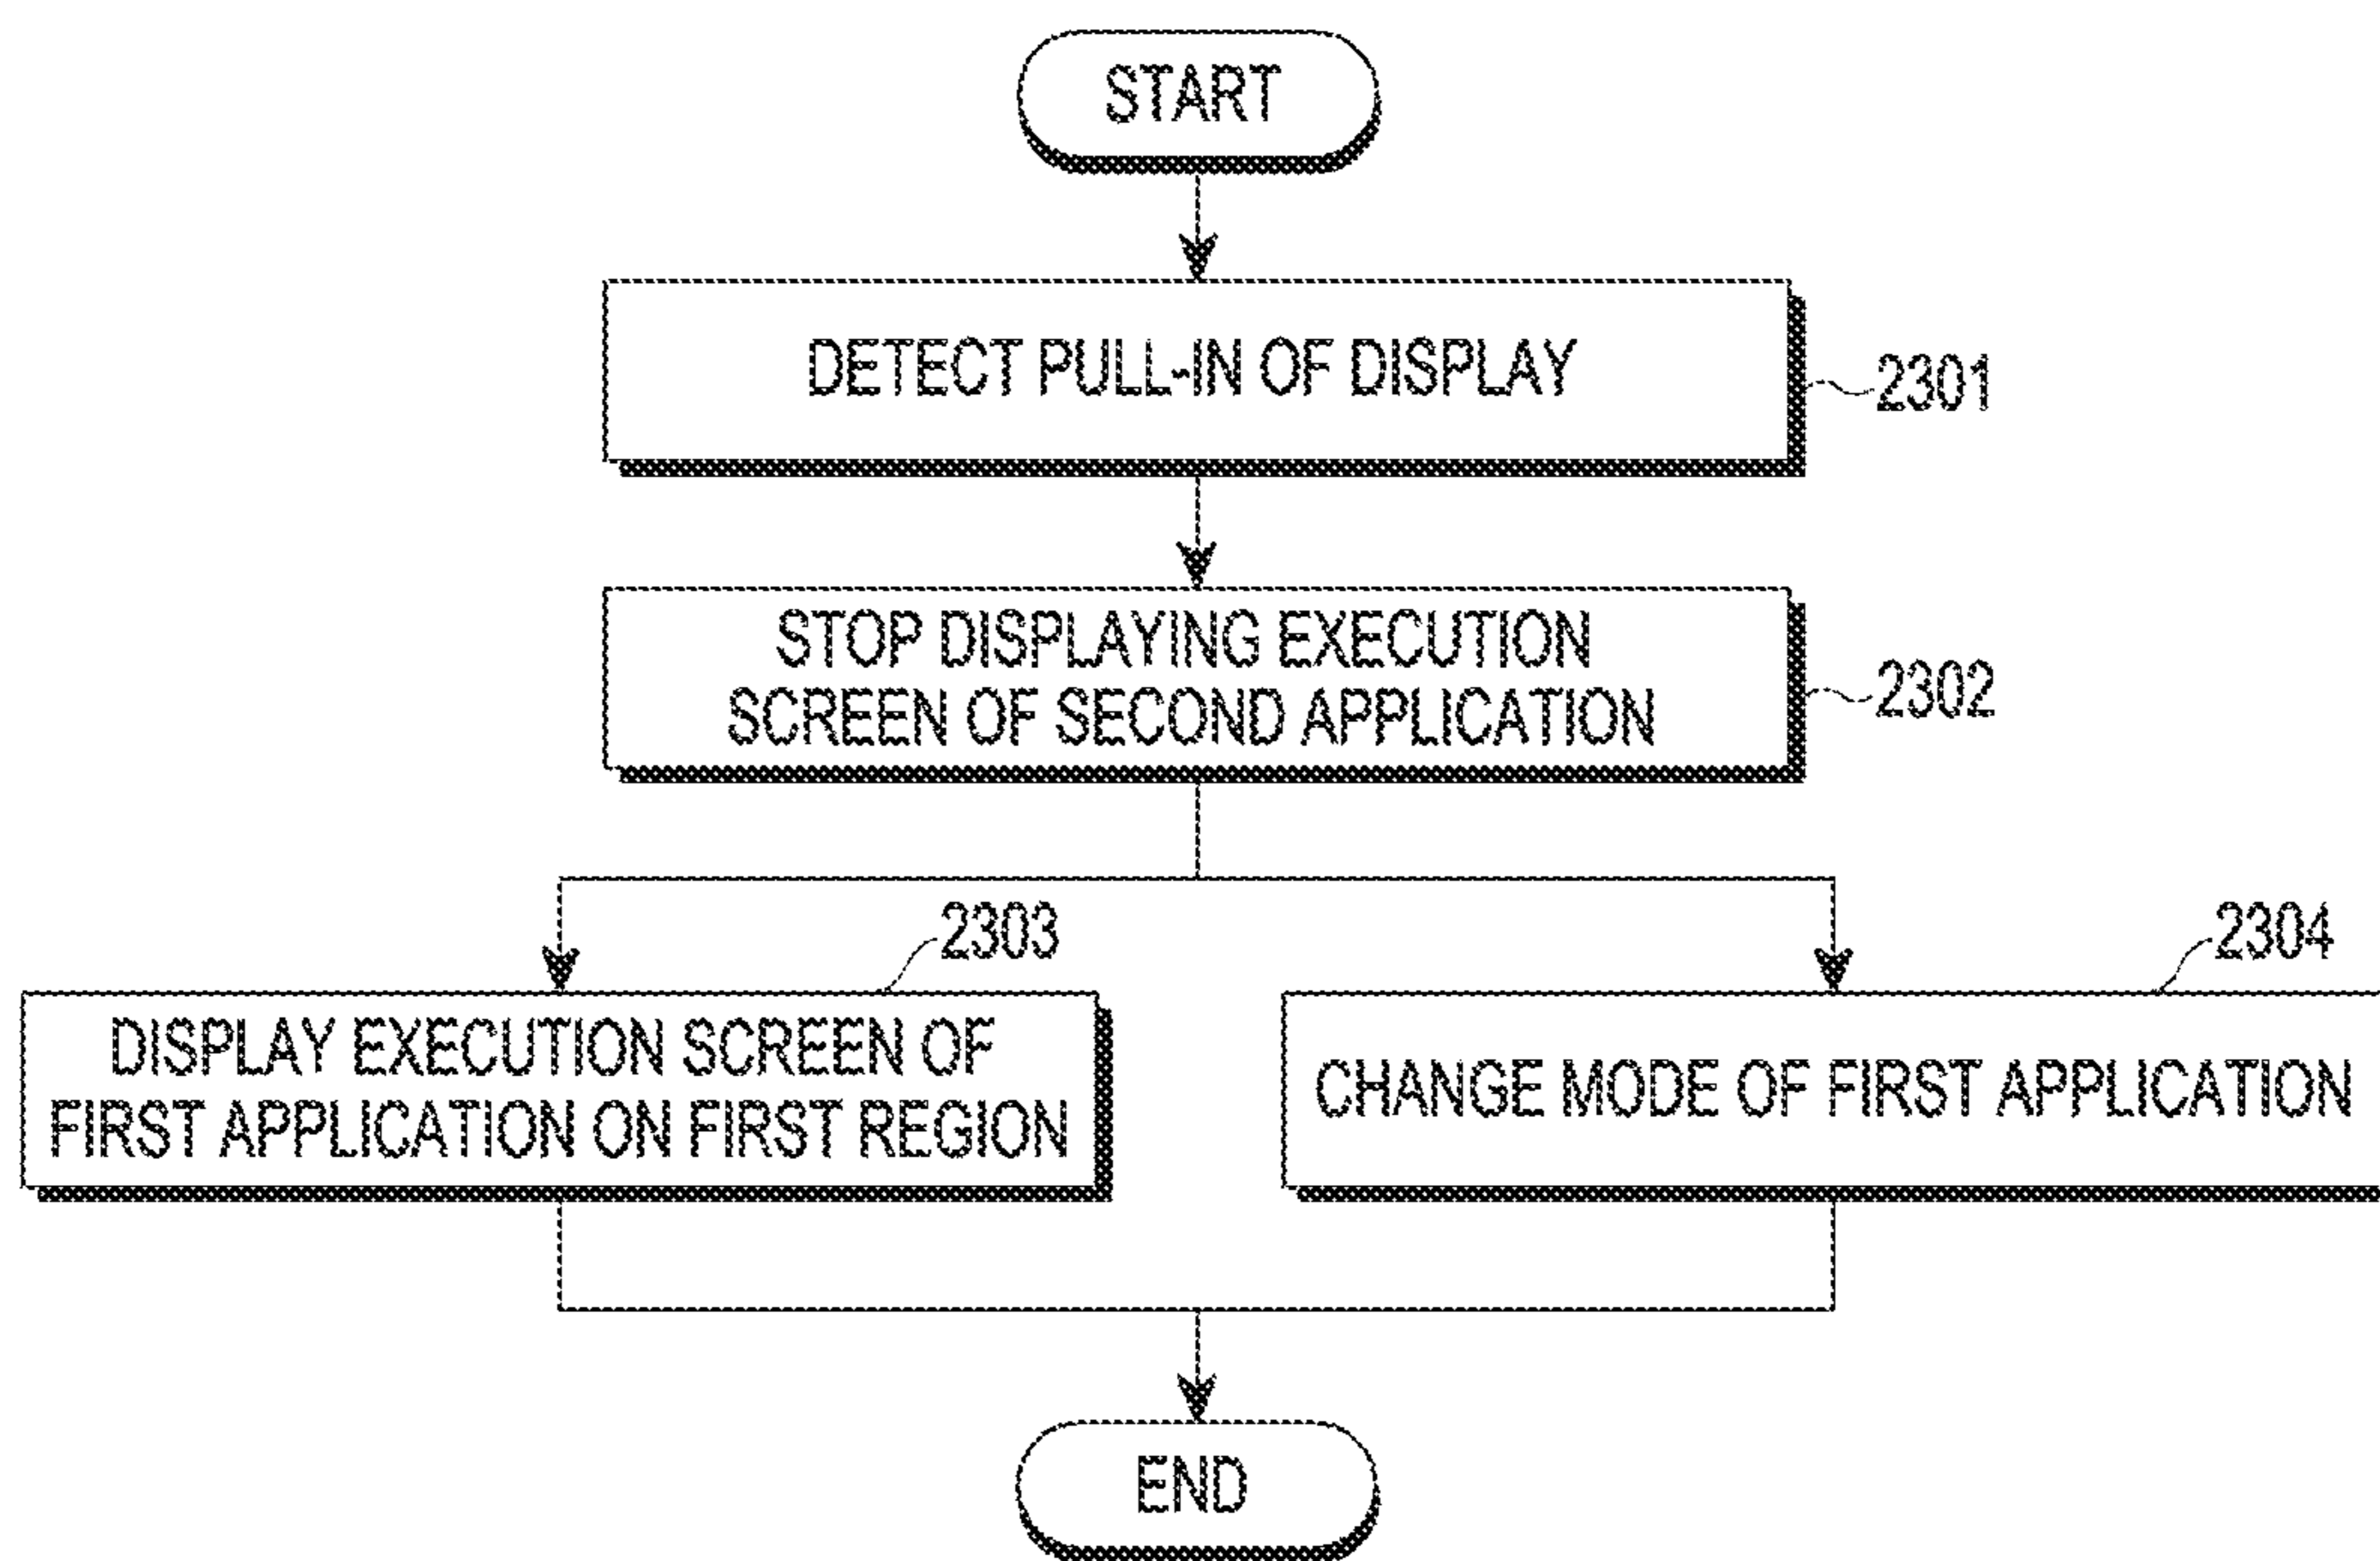 START
DETECT PULL-IN OF DISPLAY
2301
STOP DISPLAYING EXECUTION
SCREEN OF SECOND APPLICATION
2302
2303
DISPLAY EXECUTION SCREEN OF
FIRST APPLICATION ON FIRST REGION
2304
CHANGE MODE OF FIRST APPLICATION
END